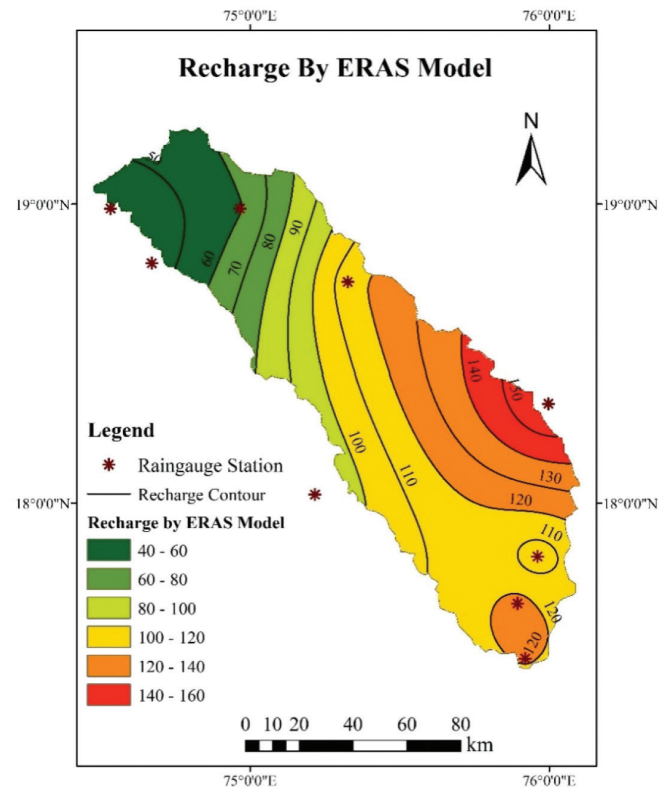 75°0'0"E 76°0'0"E
Recharge By ERAS Model
N
19°0'0"N 19°0'0"N
50
60
70
80
90
100
110
120
130
140
150
110
120
120
18°0'0"N 18°0'0"N
Legend
Raingauge Station
Recharge Contour
Recharge by ERAS Model
40 - 60
60 - 80
80 - 100
100 - 120
120 - 140
140 - 160
0 10 20 40 60 80
km
75°0'0"E 76°0'0"E